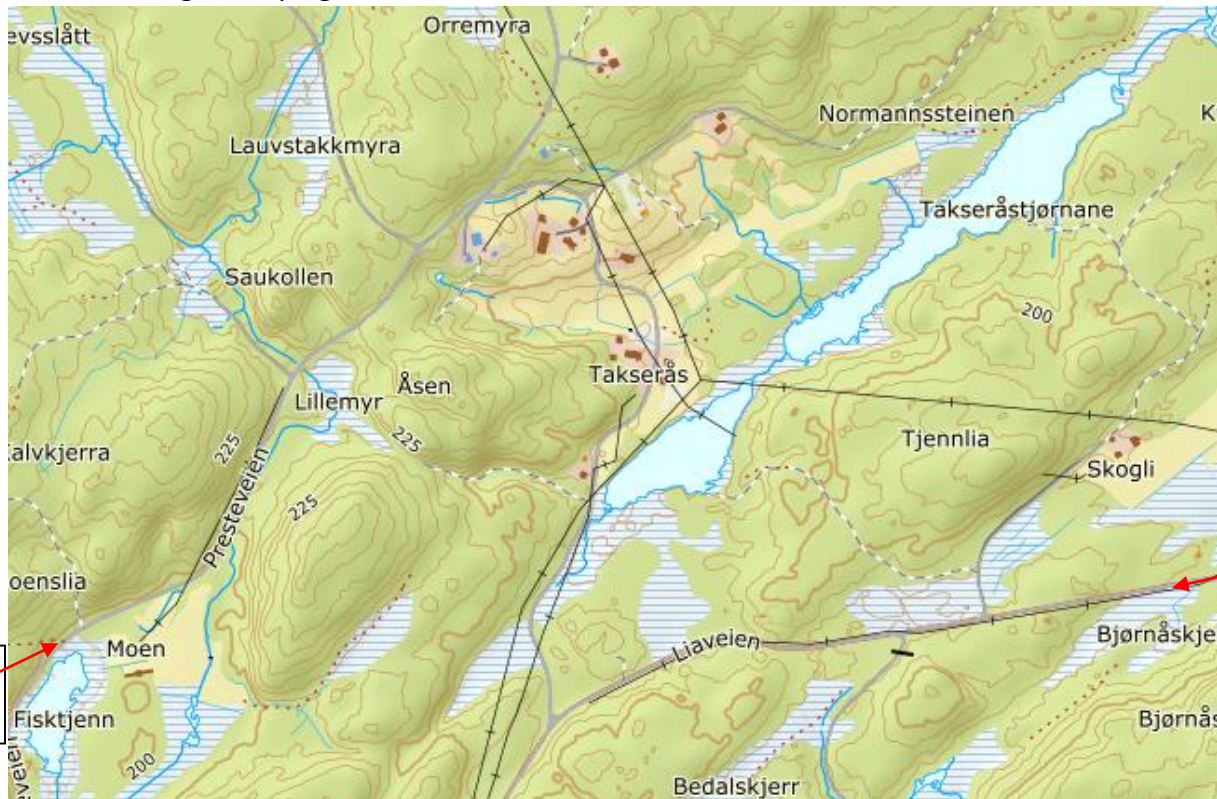 Orremyra
evsslått
Normannssteinen
K
Lauvstakkmyra
Takseråstjørnane
Saukollen
200
Takserås
Åsen
Lillemyr
225
225
Tjennlia
alvkjerra
Skogli
225
Presteveien
oenslia
Liaveien
Bjørnåskje
Moen
Fisktjenn
Bjørnås
200
Bedalskjerr